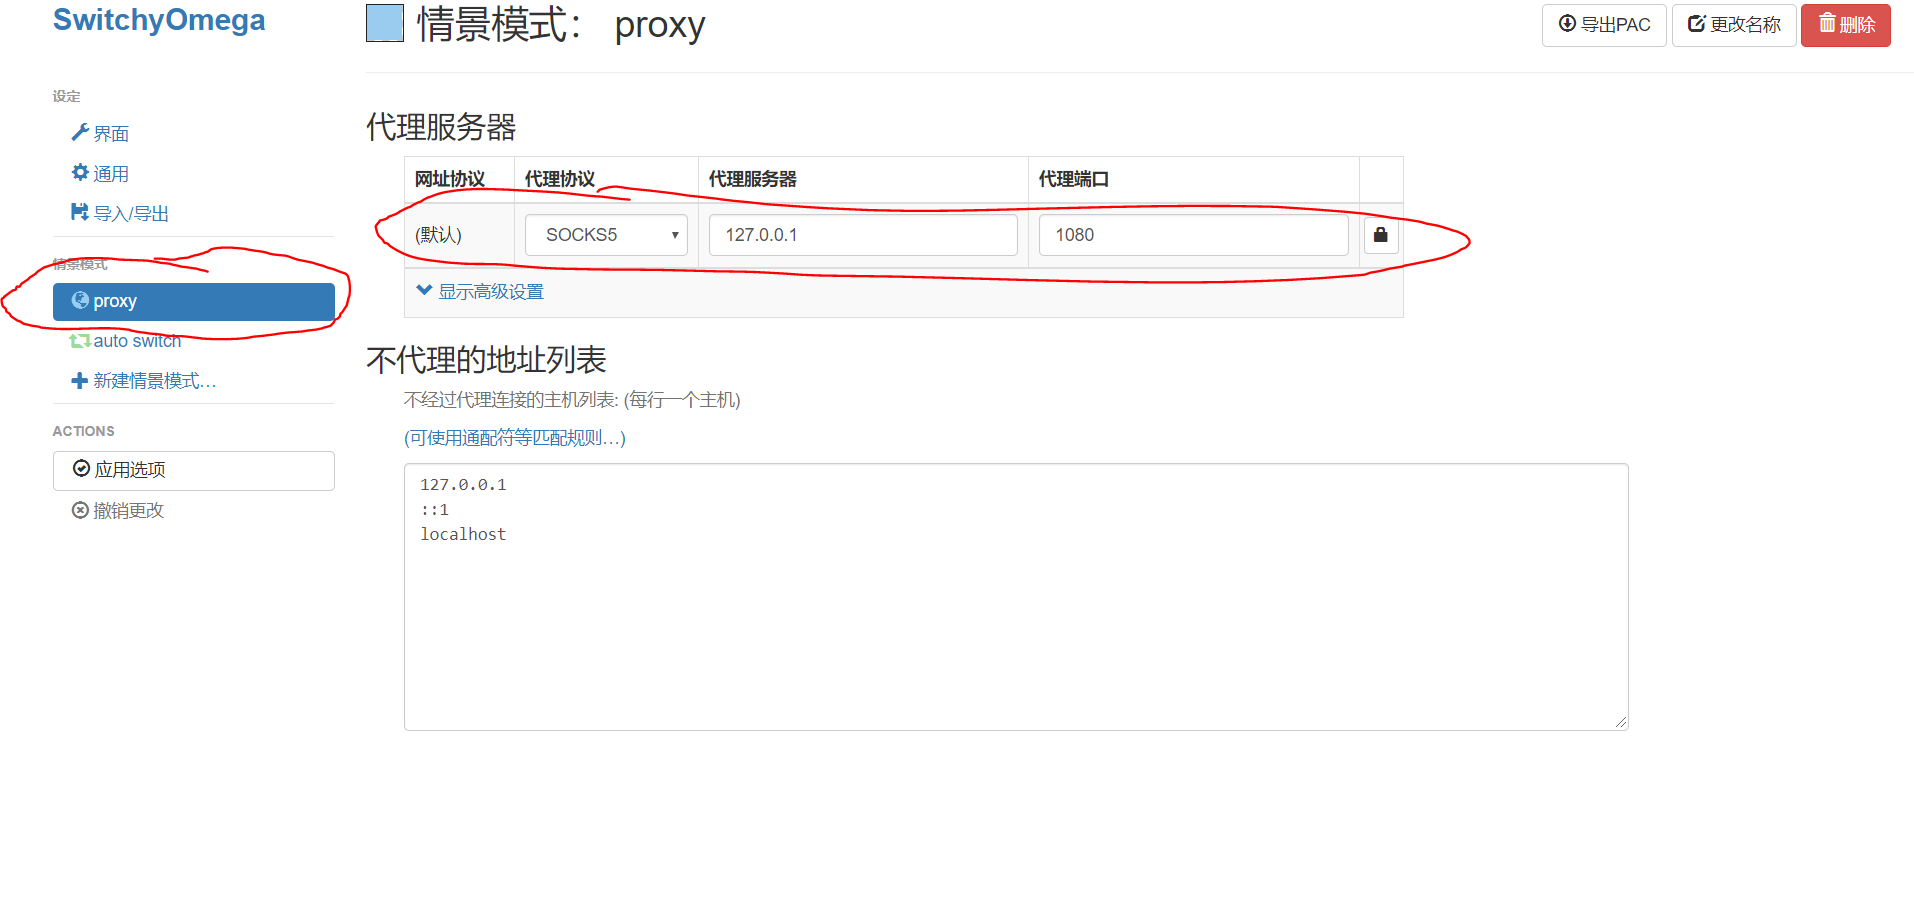 SwitchyOmega
设定
界面
通用
导入/导出
情景模式
proxy
auto switch
新建情景模式…
ACTIONS
应用选项
撤销更改
情景模式： proxy
导出PAC
更改名称
删除
代理服务器
网址协议 代理协议 代理服务器 代理端口
(默认) SOCKS5 127.0.0.1 1080
显示高级设置
不代理的地址列表
不经过代理连接的主机列表: (每行一个主机)
(可使用通配符等匹配规则…)
127.0.0.1
::1
localhost